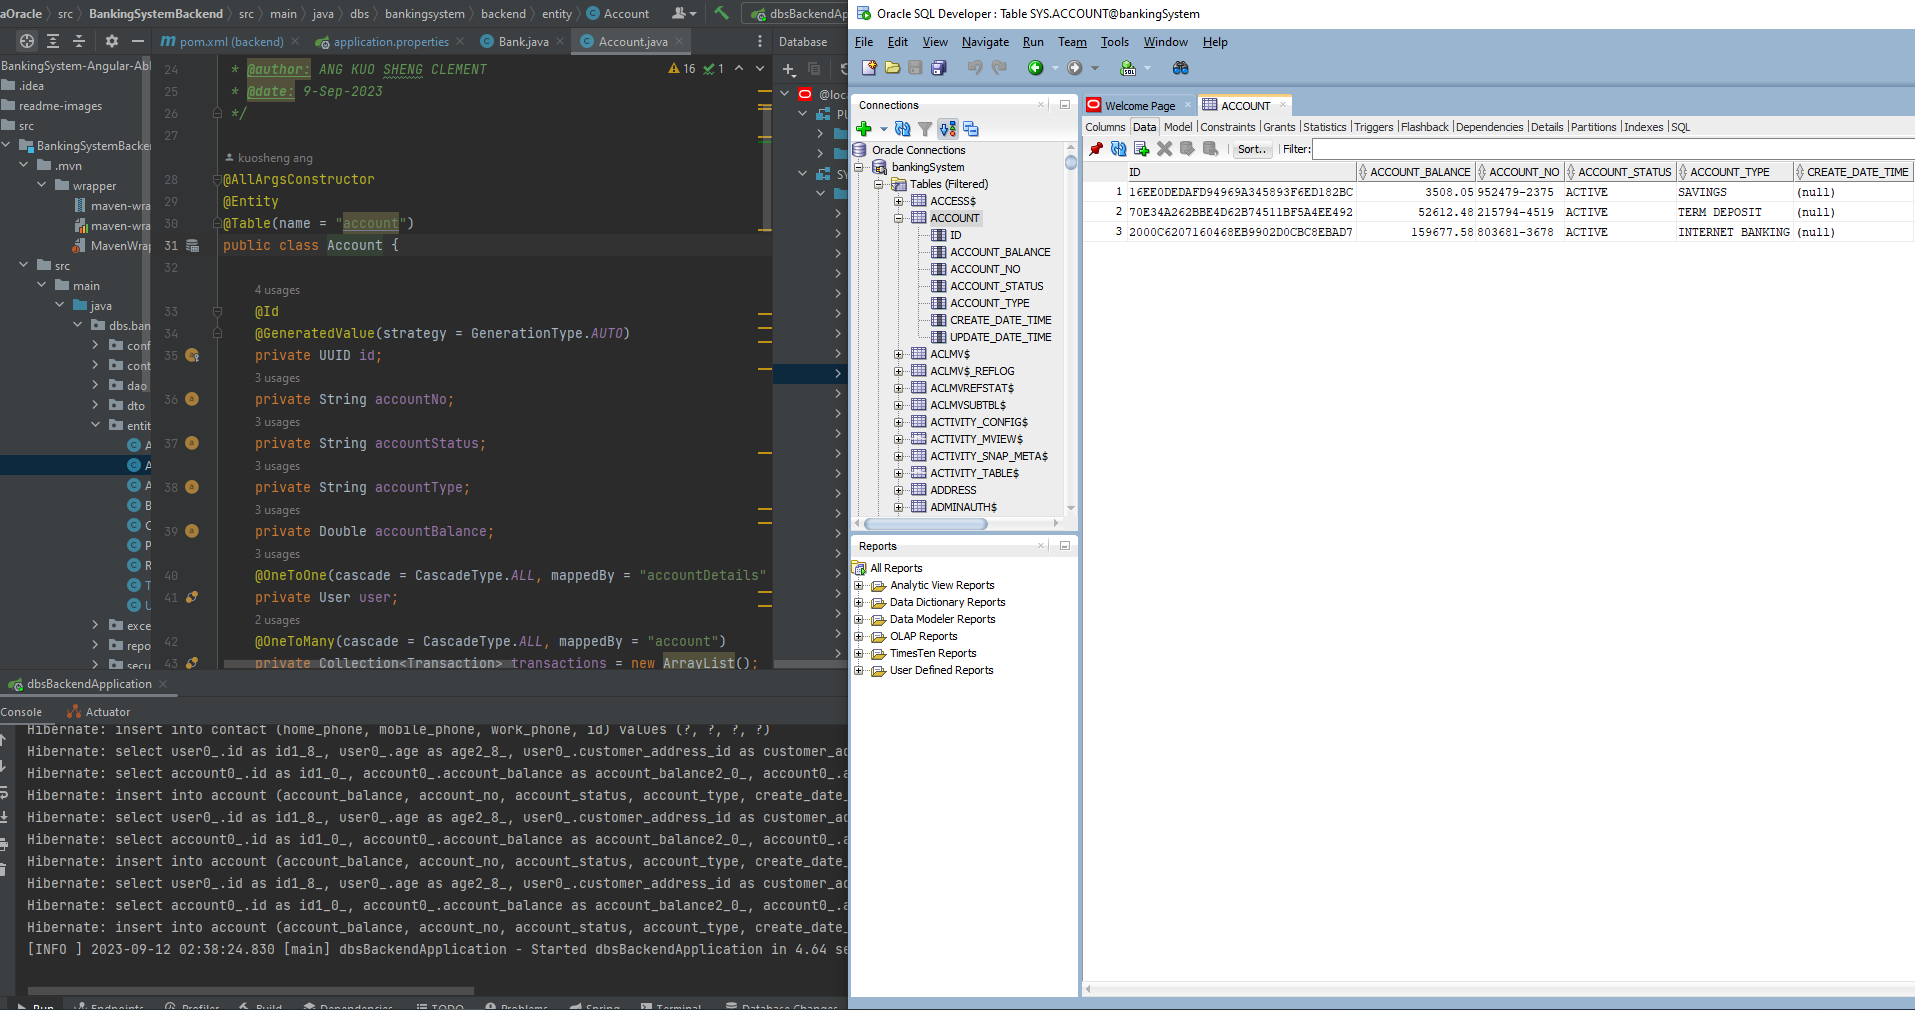 aOracle > src > BankingSystemBackend > src > main > java > dbs > bankingsystem > backend > entity > Account
dbsBackendAp
pom.xml (backend)
application.properties
Bank.java
Account.java
Database
BankingSystem-Angular-Ab
.idea
readme-images
src
BankingSystemBacke
.mvn
wrapper
maven-wra
maven-wra
MavenWrap
src
main
java
dbs.ban
conf
cont
dao
dto
entit
A
A
A
B
C
P
R
T
U
exce
repo
secu
16 1
24 * @author: ANG KUO SHENG CLEMENT
25 * @date: 9-Sep-2023
26 */
27
kuosheng ang
28 @AllArgsConstructor
29 @Entity
30 @Table(name = "account")
31 public class Account {
32
4 usages
33 @Id
34 @GeneratedValue(strategy = GenerationType.AUTO)
35 private UUID id;
3 usages
36 private String accountNo;
3 usages
37 private String accountStatus;
3 usages
38 private String accountType;
3 usages
39 private Double accountBalance;
3 usages
40 @OneToOne(cascade = CascadeType.ALL, mappedBy = "accountDetails"
41 private User user;
2 usages
42 @OneToMany(cascade = CascadeType.ALL, mappedBy = "account")
43 private Collection<Transaction> transactions = new ArrayList();
@loc
PU
SY
dbsBackendApplication
Console Actuator
Hibernate: insert into contact (home_phone, mobile_phone, work_phone, id) values (?, ?, ?, ?)
Hibernate: select user0_.id as id1_8_, user0_.age as age2_8_, user0_.customer_address_id as customer_ad
Hibernate: select account0_.id as id1_0_, account0_.account_balance as account_balance2_0_, account0_.a
Hibernate: insert into account (account_balance, account_no, account_status, account_type, create_date_
Hibernate: select user0_.id as id1_8_, user0_.age as age2_8_, user0_.customer_address_id as customer_ad
Hibernate: select account0_.id as id1_0_, account0_.account_balance as account_balance2_0_, account0_.a
Hibernate: insert into account (account_balance, account_no, account_status, account_type, create_date_
Hibernate: select user0_.id as id1_8_, user0_.age as age2_8_, user0_.customer_address_id as customer_ad
Hibernate: select account0_.id as id1_0_, account0_.account_balance as account_balance2_0_, account0_.a
Hibernate: insert into account (account_balance, account_no, account_status, account_type, create_date_
[INFO ] 2023-09-12 02:38:24.830 [main] dbsBackendApplication - Started dbsBackendApplication in 4.64 se
Run Endpoints Profiler Build Dependencies TODO Problems Spring Terminal Database Changes
Oracle SQL Developer : Table SYS.ACCOUNT@bankingSystem
File Edit View Navigate Run Team Tools Window Help
Connections
Oracle Connections
bankingSystem
Tables (Filtered)
ACCESS$
ACCOUNT
ID
ACCOUNT_BALANCE
ACCOUNT_NO
ACCOUNT_STATUS
ACCOUNT_TYPE
CREATE_DATE_TIME
UPDATE_DATE_TIME
ACLMV$
ACLMV$_REFLOG
ACLMVREFSTAT$
ACLMVSUBTBL$
ACTIVITY_CONFIG$
ACTIVITY_MVIEW$
ACTIVITY_SNAP_META$
ACTIVITY_TABLE$
ADDRESS
ADMINAUTH$
Reports
All Reports
Analytic View Reports
Data Dictionary Reports
Data Modeler Reports
OLAP Reports
TimesTen Reports
User Defined Reports
Welcome Page ACCOUNT
Columns Data Model Constraints Grants Statistics Triggers Flashback Dependencies Details Partitions Indexes SQL
Sort.. Filter:
ID ACCOUNT_BALANCE ACCOUNT_NO ACCOUNT_STATUS ACCOUNT_TYPE CREATE_DATE_TIME
1 16EE0DEDAFD94969A345893F6ED182BC 3508.05 952479-2375 ACTIVE SAVINGS (null)
2 70E34A262BBE4D62B74511BF5A4EE492 52612.48 215794-4519 ACTIVE TERM DEPOSIT (null)
3 2000C6207160468EB9902D0CBC8EBAD7 159677.58 803681-3678 ACTIVE INTERNET BANKING (null)